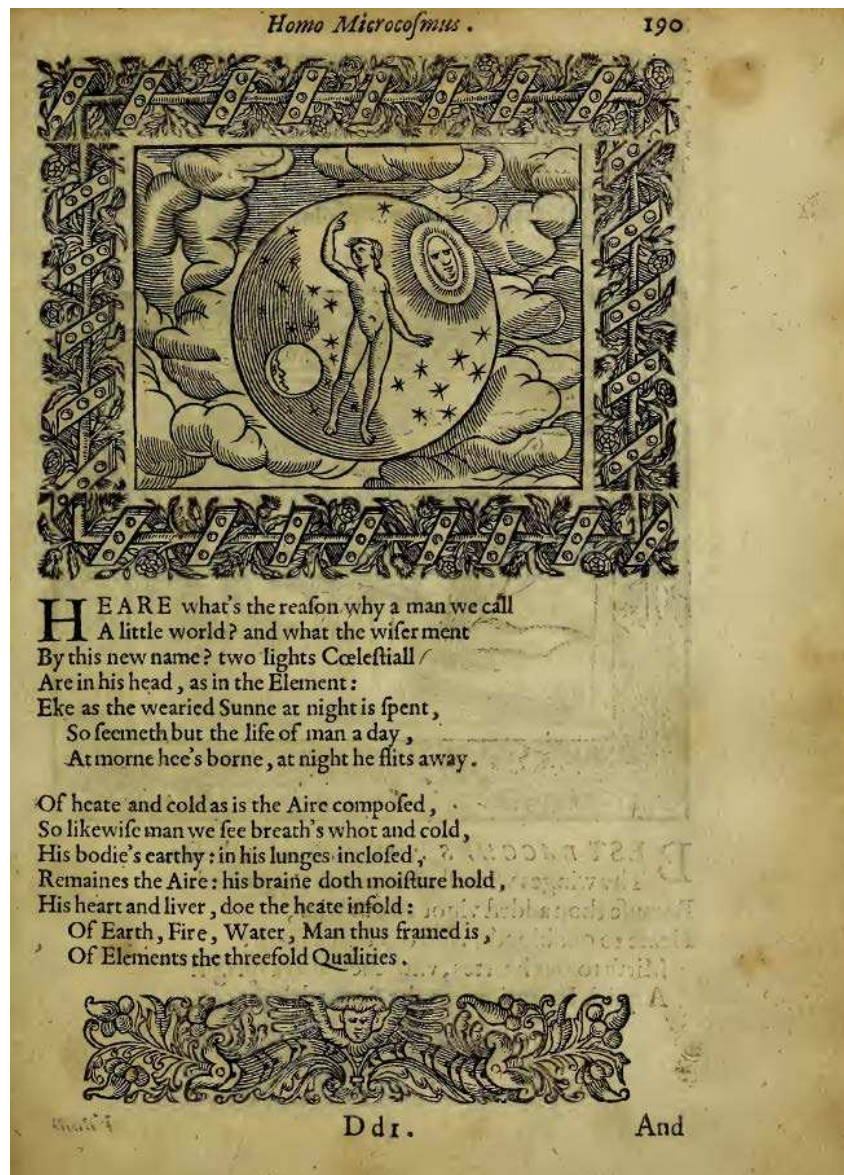 Homo Microcoſmus . 190
HEARE what's the reaſon why a man we call
A little world? and what the wiſer ment
By this new name? two lights Cœleſtiall
Are in his head , as in the Element :
Eke as the wearied Sunne at night is ſpent ,
So ſeemeth but the life of man a day ,
At morne hee's borne , at night he flits away .
Of heate and cold as is the Aire compoſed ,
So likewiſe man we ſee breath's whot and cold ,
His bodie's earthy : in his lunges incloſed ,
Remaines the Aire : his braine doth moiſture hold ,
His heart and liver , doe the heate infold :
Of Earth , Fire , Water , Man thus framed is ,
Of Elements the threefold Qualities .
Ddr. And